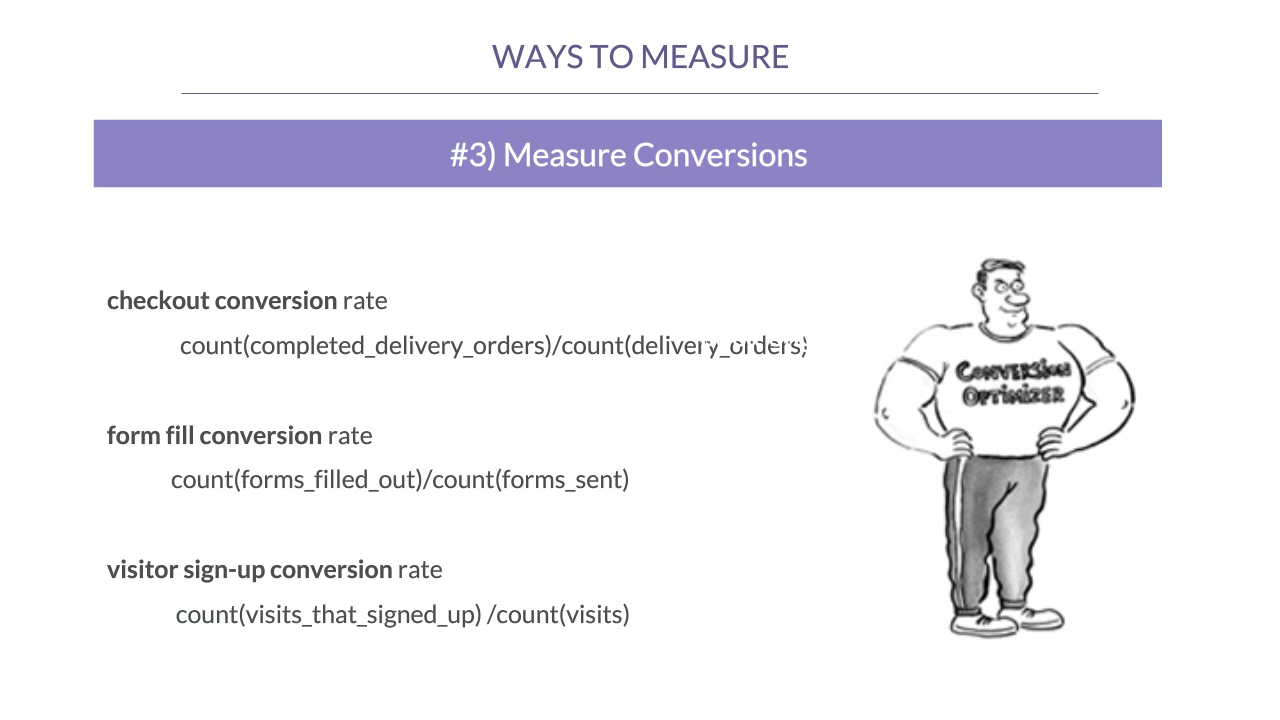 WAYS TO MEASURE
#3) Measure Conversions
checkout conversion rate
count(completed_delivery_orders)/count(delivery_orders)
form fill conversion rate
count(forms_filled_out)/count(forms_sent)
visitor sign-up conversion rate
count(visits_that_signed_up) /count(visits)
CONVERSION
OPTIMIZER